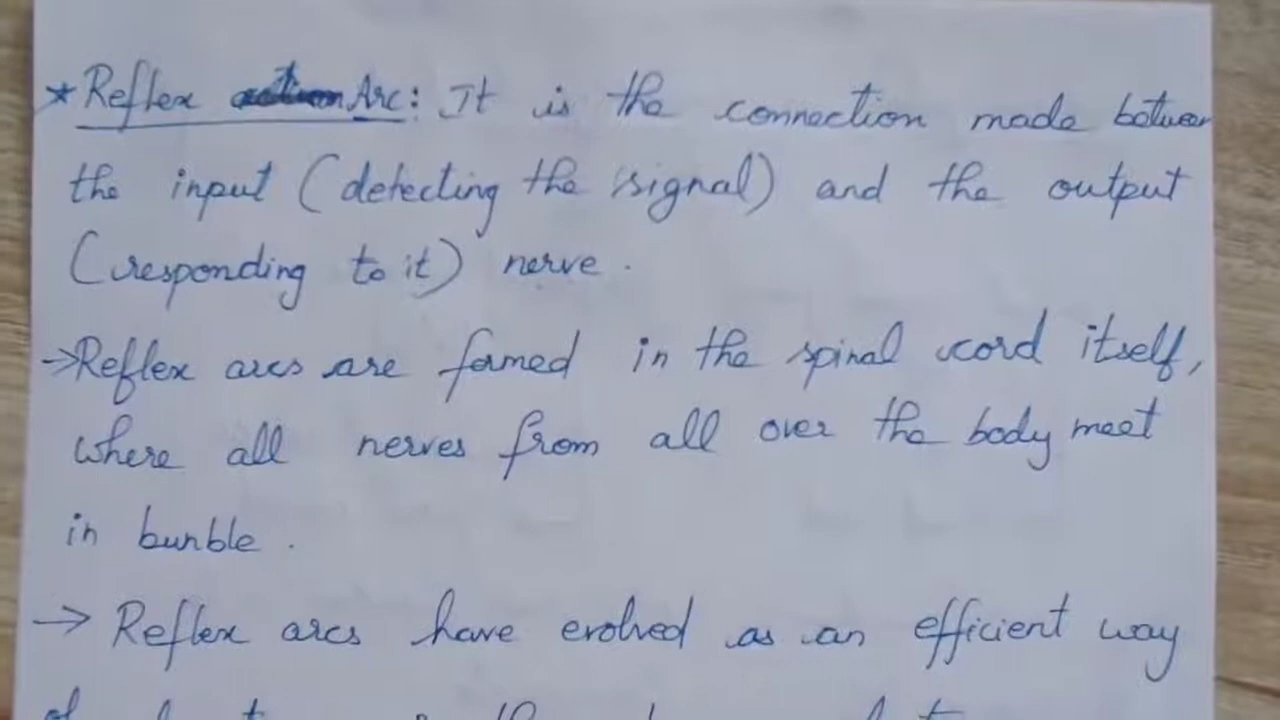 * Reflex Arc: It is the connection made between
the input (detecting the signal) and the output
(responding to it) nerve.
→ Reflex arcs are formed in the spinal cord itself,
where all nerves from all over the body meet
in bunble.
→ Reflex arcs have evolved as an efficient way